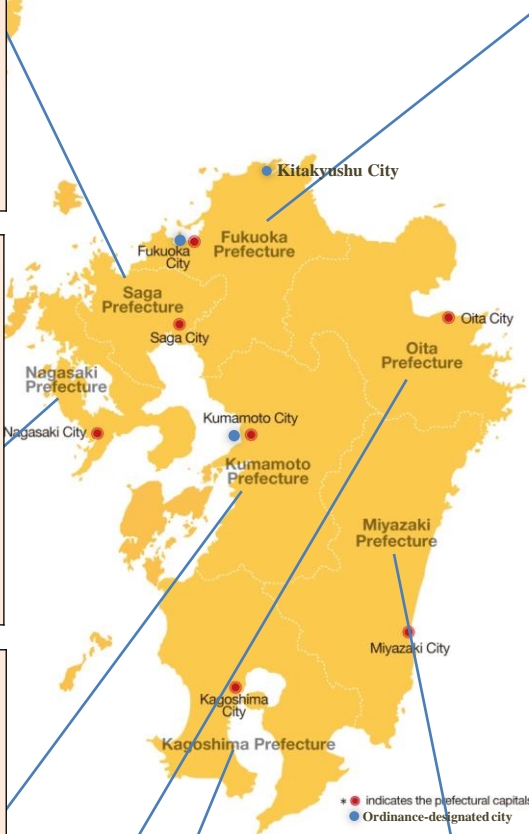 Kitakyushu City
Fukuoka
City
Fukuoka
Prefecture
Saga
Prefecture
Saga City
Oita City
Oita
Prefecture
Nagasaki
Prefecture
Nagasaki City
Kumamoto City
Kumamoto
Prefecture
Miyazaki
Prefecture
Miyazaki City
Kagoshima
City
Kagoshima Prefecture
* indicates the prefectural capitals
Ordinance-designated city